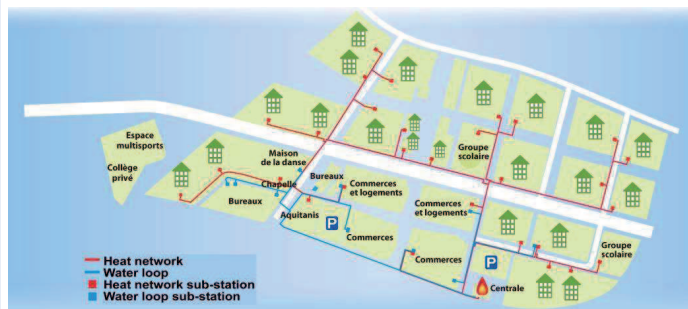 Espace
multisports
Collège
privé
Maison
de la danse
Chapelle
Bureaux
Bureaux
Aquitanis
P
Commerces
et logements
Commerces
Groupe
scolaire
Commerces
et logements
Commerces
P
Centrale
Groupe
scolaire
Heat network
Water loop
Heat network sub-station
Water loop sub-station